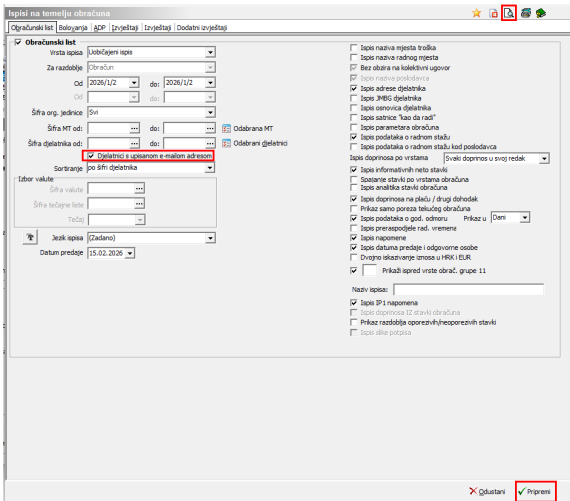 Ispisi na temelju obračuna
Obračunski list Bolovanja ADP Izvještaji Izvještaji Dodatni izvještaji
Obračunski list
Vrsta ispisa Uobičajeni ispis
Za razdoblje Obračun
Od 2026/1/2 do: 2026/1/2
Od do:
Šifra org. jedinice Svi
Šifra MT od: ... do: ... Odabrana MT
Šifra djelatnika od: ... do: ... Odabrani djelatnici
Djelatnici s upisanom e-mailom adresom
Sortiranje po šifri djelatnika
Izbor valute
Šifra valute ...
Šifra tečajne liste ...
Tečaj
Jezik ispisa (Zadano)
Datum predaje 15.02.2026
Ispis naziva mjesta troška
Ispis naziva radnog mjesta
Bez obzira na kolektivni ugovor
Ispis naziva poslodavca
Ispis adrese djelatnika
Ispis JMBG djelatnika
Ispis osnovica djelatnika
Ispis satnice "kao da radi"
Ispis parametara obračuna
Ispis podataka o radnom stažu
Ispis podataka o radnom stažu kod poslodavca
Ispis doprinosa po vrstama Svaki doprinos u svoj redak
Ispis informativnih neto stavki
Spajanje stavki po vrstama obračuna
Ispis analitika stavki obračuna
Ispis doprinosa na plaću / drugi dohodak
Prikaz samo poreza tekućeg obračuna
Ispis podataka o god. odmoru Prikaz u Dani
Ispis preraspodjele rad. vremena
Ispis napomene
Ispis datuma predaje i odgovorne osobe
Dvojno iskazivanje iznosa u HRK i EUR
Prikaži ispred vrste obrač. grupe 11
Naziv ispisa:
Ispis IP1 napomena
Ispis doprinosa IZ stavki obračuna
Prikaz razdoblja oporezivih/neoporezivih stavki
Ispis slike potpisa
Odustani Pripremi